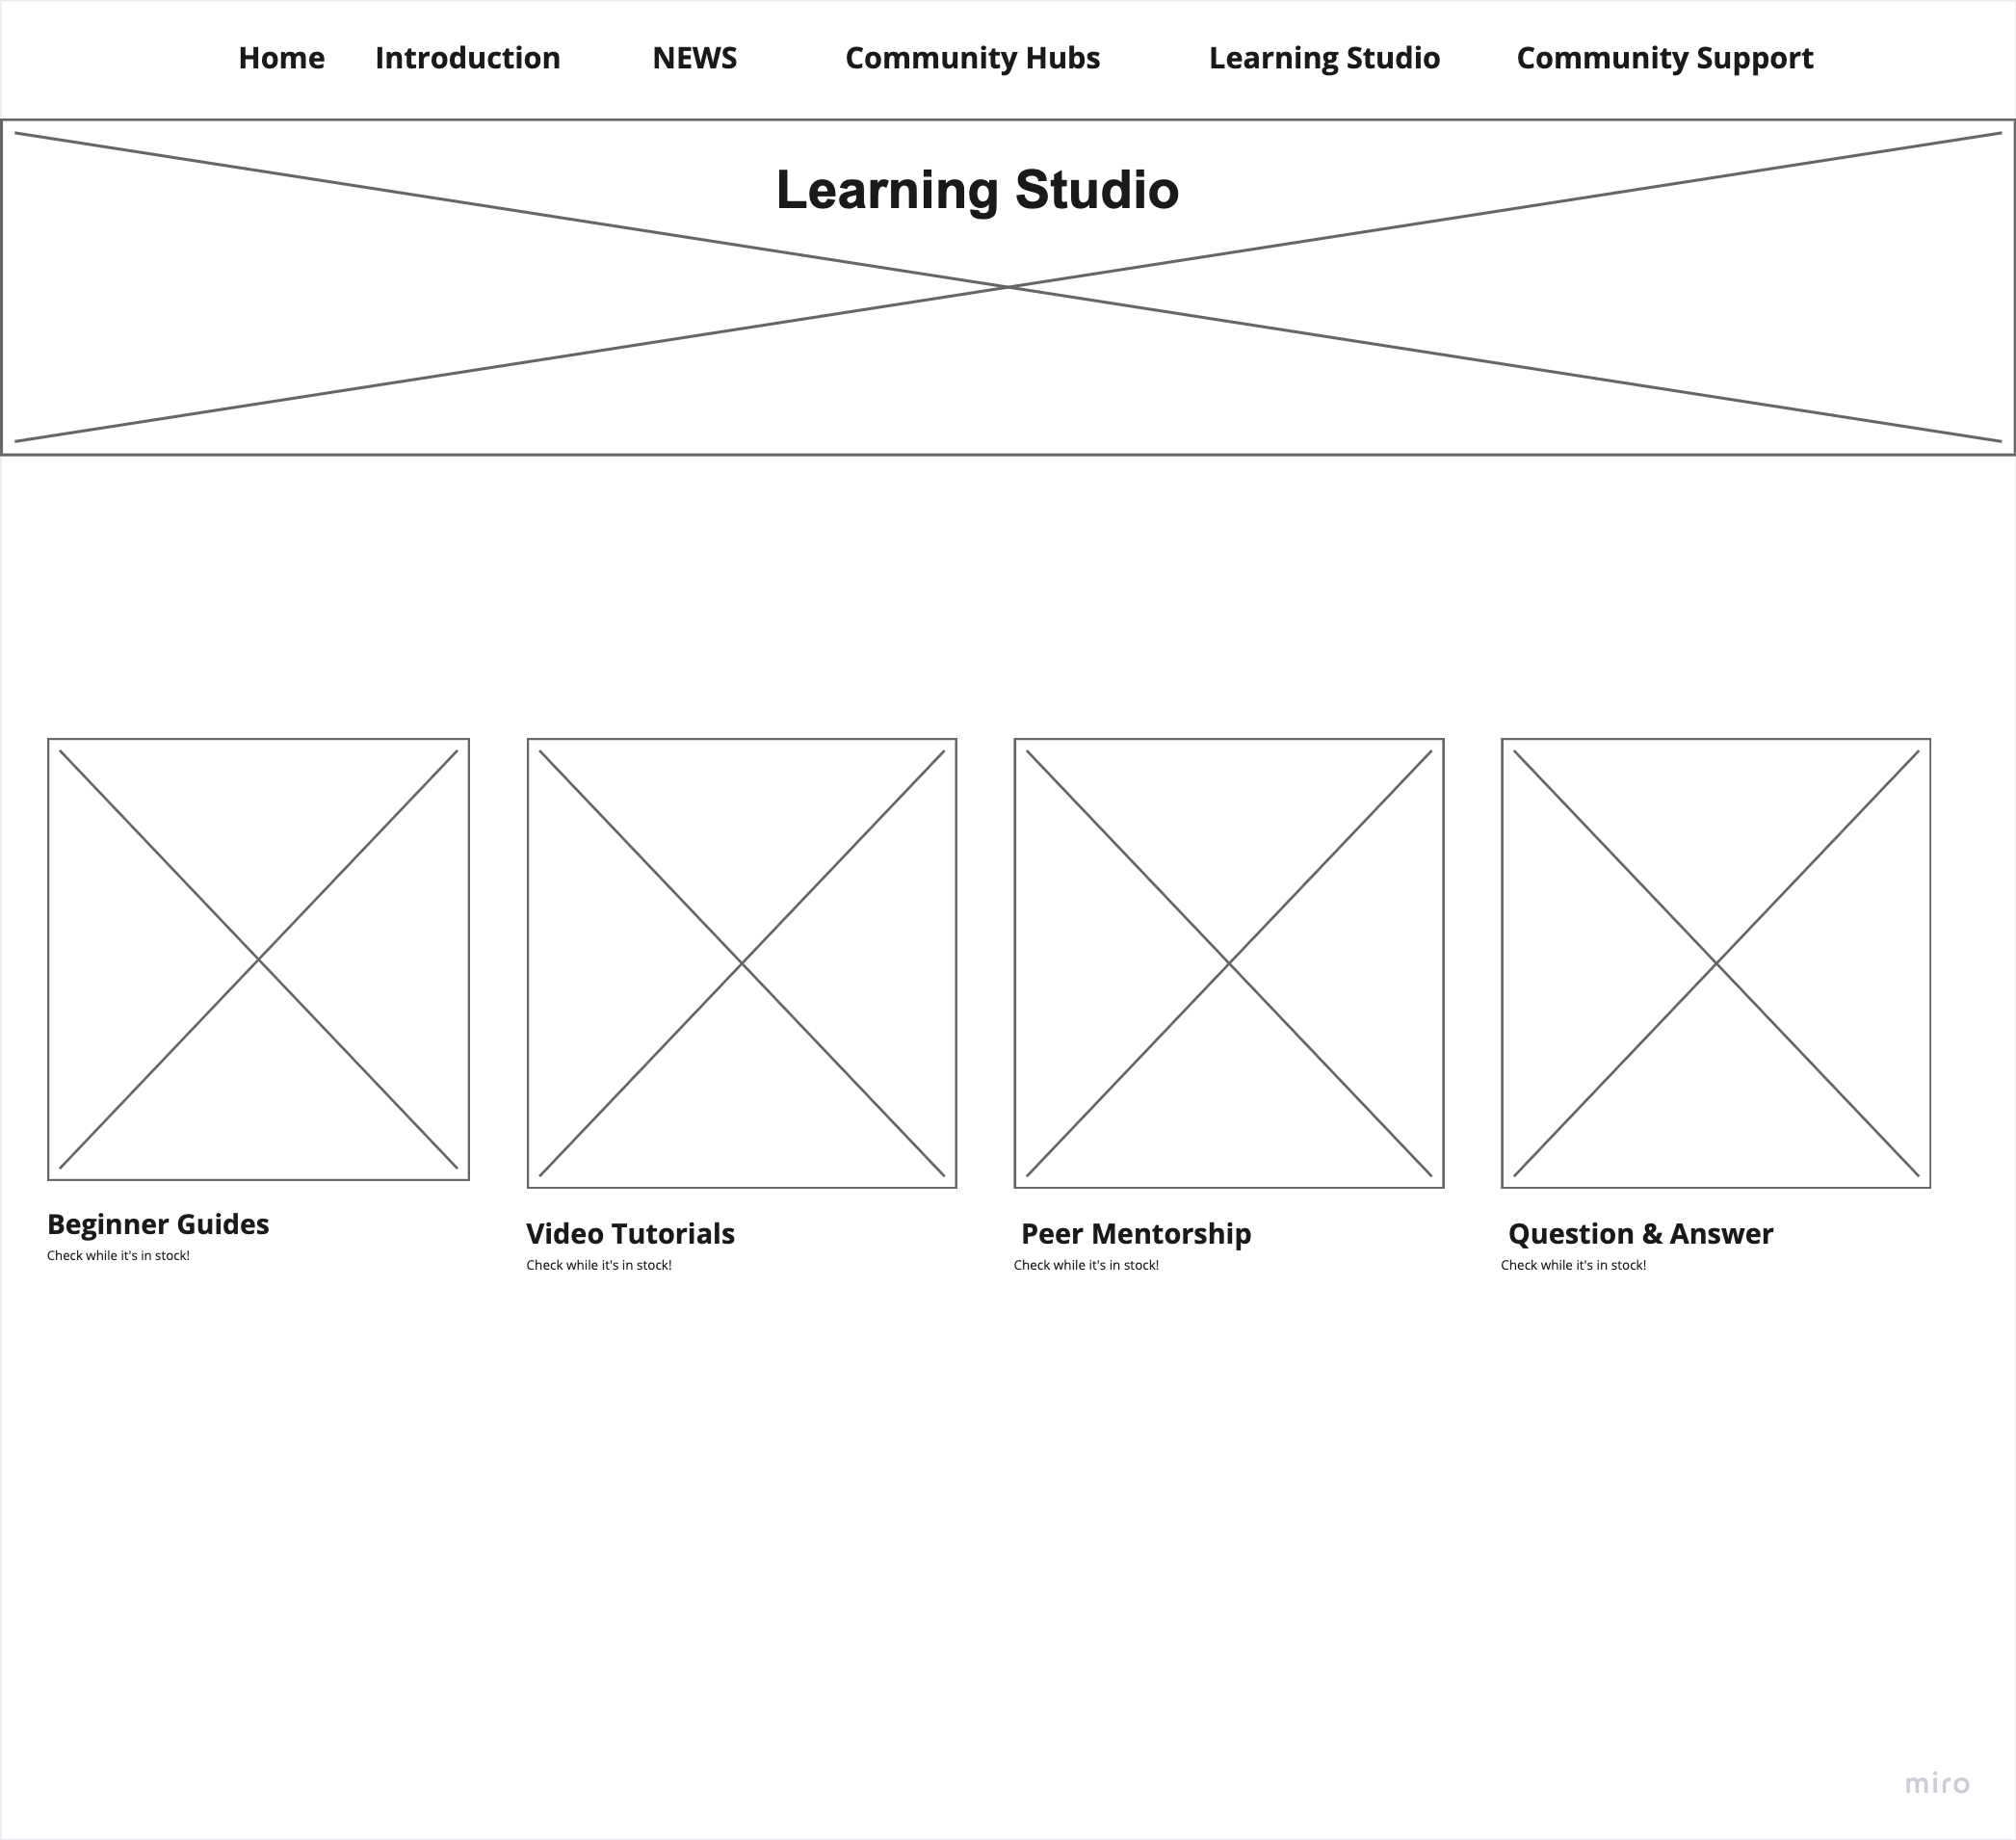 Home Introduction NEWS Community Hubs Learning Studio Community Support
Learning Studio
Beginner Guides
Check while it's in stock!
Video Tutorials
Check while it's in stock!
Peer Mentorship
Check while it's in stock!
Question & Answer
Check while it's in stock!
miro